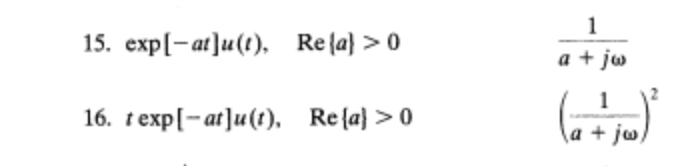 15. exp[−at]u(t), Re{a} > 0 1/(a + jω)
16. t exp[−at]u(t), Re{a} > 0 (1/(a + jω))²